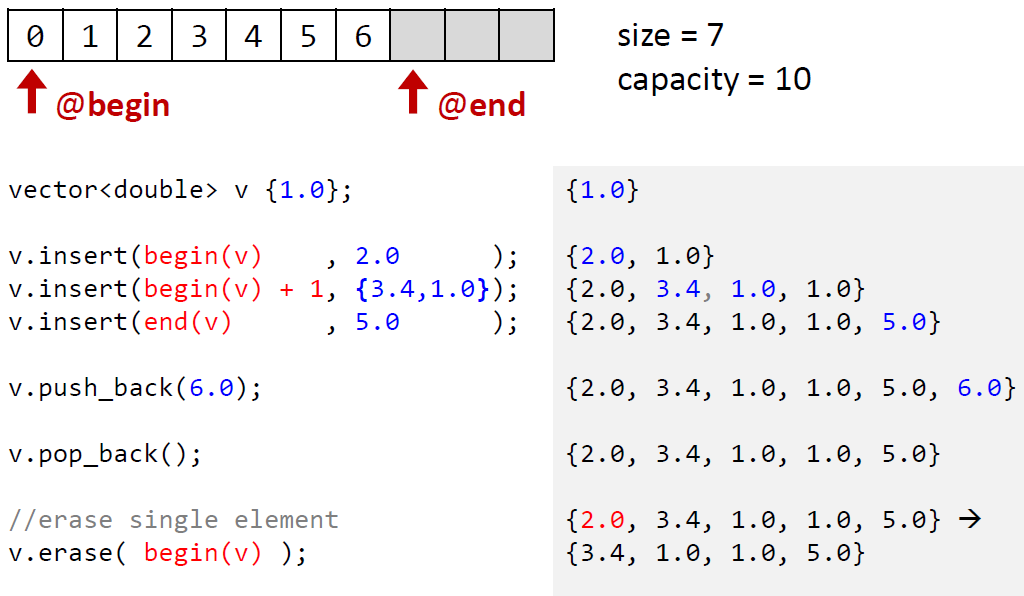 0 1 2 3 4 5 6
size = 7
capacity = 10
@begin @end
vector<double> v {1.0}; {1.0}
v.insert(begin(v)    , 2.0      ); {2.0, 1.0}
v.insert(begin(v) + 1, {3.4,1.0}); {2.0, 3.4, 1.0, 1.0}
v.insert(end(v)      , 5.0      ); {2.0, 3.4, 1.0, 1.0, 5.0}
v.push_back(6.0); {2.0, 3.4, 1.0, 1.0, 5.0, 6.0}
v.pop_back(); {2.0, 3.4, 1.0, 1.0, 5.0}
//erase single element {2.0, 3.4, 1.0, 1.0, 5.0} →
v.erase( begin(v) ); {3.4, 1.0, 1.0, 5.0}